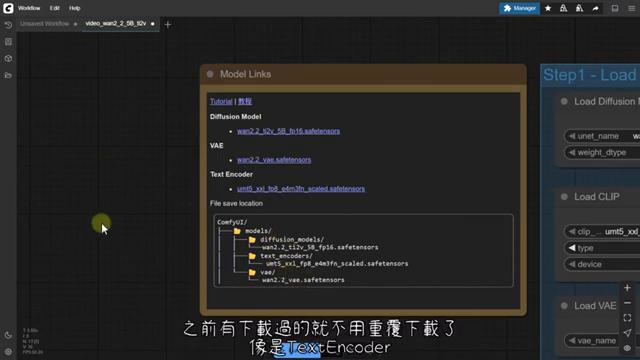 Workflow Edit Help Manager
Unsaved Workflow video_wan2_2_5B_ti2v
Model Links
Step1 - Load
Tutorial | 教程
Diffusion Model
wan2.2_ti2v_5B_fp16.safetensors
VAE
wan2.2_vae.safetensors
Text Encoder
umt5_xxl_fp8_e4m3fn_scaled.safetensors
File save location
ComfyUI/
models/
diffusion_models/
wan2.2_ti2v_5B_fp16.safetensors
text_encoders/
umt5_xxl_fp8_e4m3fn_scaled.safetensors
vae/
wan2.2_vae.safetensors
Load Diffusion M
unet_name
weight_dtype
Load CLIP
clip_ umt5_xxl
type
device
Load VAE
vae_name
之前有下載過的就不用重覆下載了
像是TextEncoder